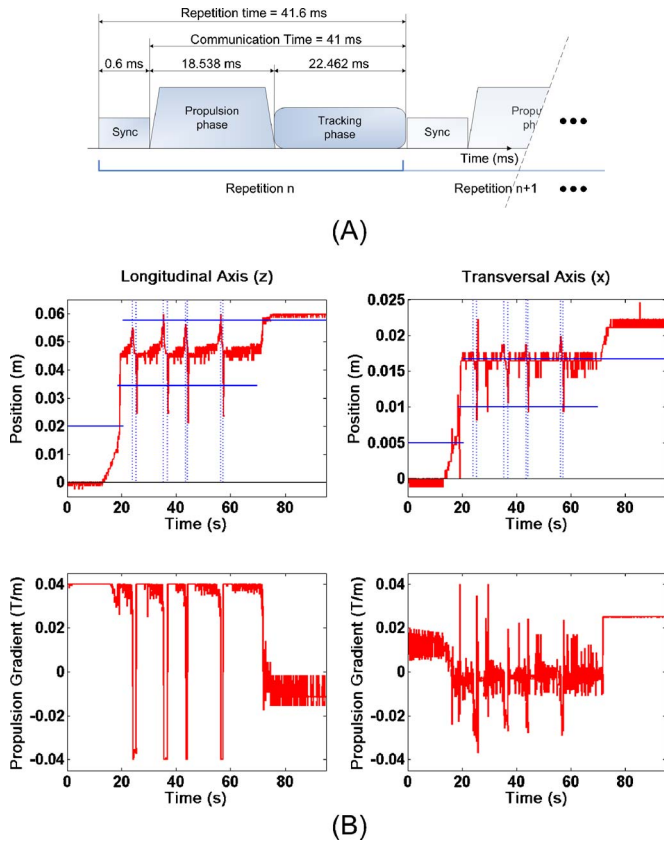 Repetition time = 41.6 ms
Communication Time = 41 ms
0.6 ms 18.538 ms 22.462 ms
Sync Propulsion phase Tracking phase Sync Propu ph •••
Time (ms)
Repetition n Repetition n+1 •••
(A)
Longitudinal Axis (z)
Position (m)
0.06
0.05
0.04
0.03
0.02
0.01
0
0 20 40 60 80
Time (s)
Transversal Axis (x)
Position (m)
0.025
0.02
0.015
0.01
0.005
0
0 20 40 60 80
Time (s)
Propulsion Gradient (T/m)
0.04
0.02
0
-0.02
-0.04
0 20 40 60 80
Time (s)
Propulsion Gradient (T/m)
0.04
0.02
0
-0.02
-0.04
0 20 40 60 80
Time (s)
(B)